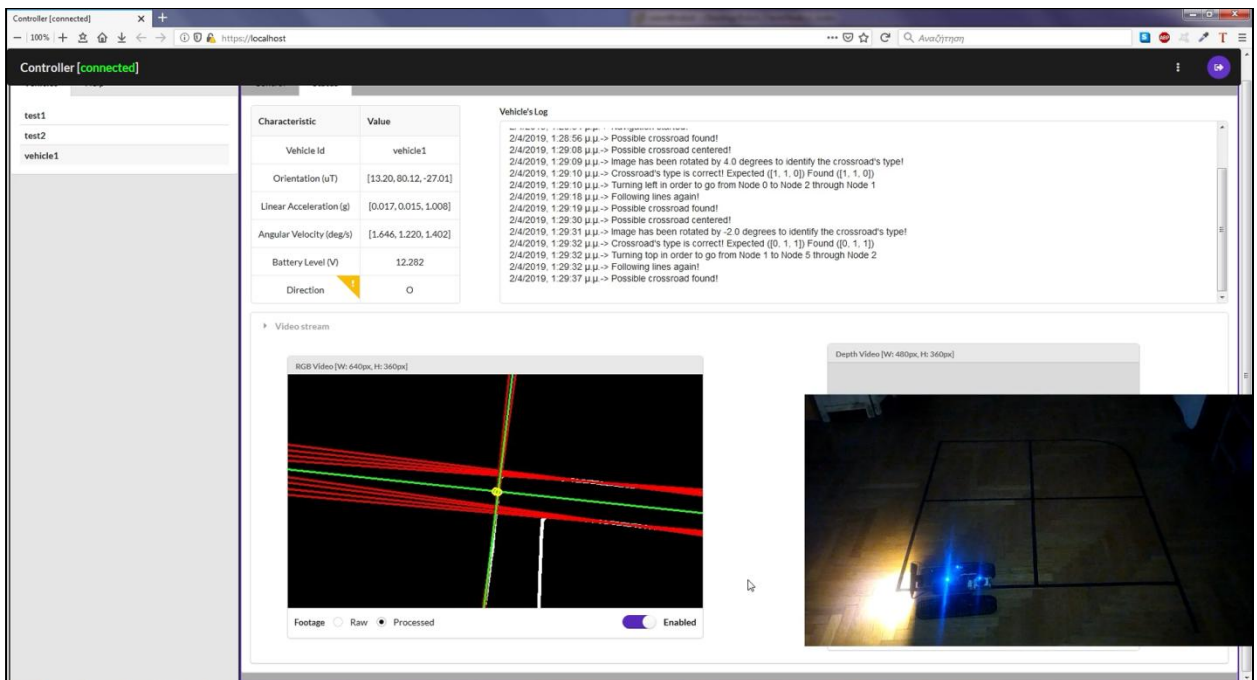 Controller [connected]
100%
https://localhost
Αναζήτηση
Controller [connected]
test1
test2
vehicle1
Characteristic Value
Vehicle Id vehicle1
Orientation (uT) [13.20, 80.12, -27.01]
Linear Acceleration (g) [0.017, 0.015, 1.008]
Angular Velocity (deg/s) [1.646, 1.220, 1.402]
Battery Level (V) 12.282
Direction O
Vehicle's Log
2/4/2019, 1:28:56 μ.μ.-> Possible crossroad found!
2/4/2019, 1:29:08 μ.μ.-> Possible crossroad centered!
2/4/2019, 1:29:09 μ.μ.-> Image has been rotated by 4.0 degrees to identify the crossroad's type!
2/4/2019, 1:29:10 μ.μ.-> Crossroad's type is correct! Expected ([1, 1, 0]) Found ([1, 1, 0])
2/4/2019, 1:29:10 μ.μ.-> Turning left in order to go from Node 0 to Node 2 through Node 1
2/4/2019, 1:29:18 μ.μ.-> Following lines again!
2/4/2019, 1:29:19 μ.μ.-> Possible crossroad found!
2/4/2019, 1:29:30 μ.μ.-> Possible crossroad centered!
2/4/2019, 1:29:31 μ.μ.-> Image has been rotated by -2.0 degrees to identify the crossroad's type!
2/4/2019, 1:29:32 μ.μ.-> Crossroad's type is correct! Expected ([0, 1, 1]) Found ([0, 1, 1])
2/4/2019, 1:29:32 μ.μ.-> Turning top in order to go from Node 1 to Node 5 through Node 2
2/4/2019, 1:29:32 μ.μ.-> Following lines again!
2/4/2019, 1:29:37 μ.μ.-> Possible crossroad found!
Video stream
RGB Video [W: 640px, H: 360px]
Depth Video [W: 480px, H: 360px]
Footage Raw Processed Enabled